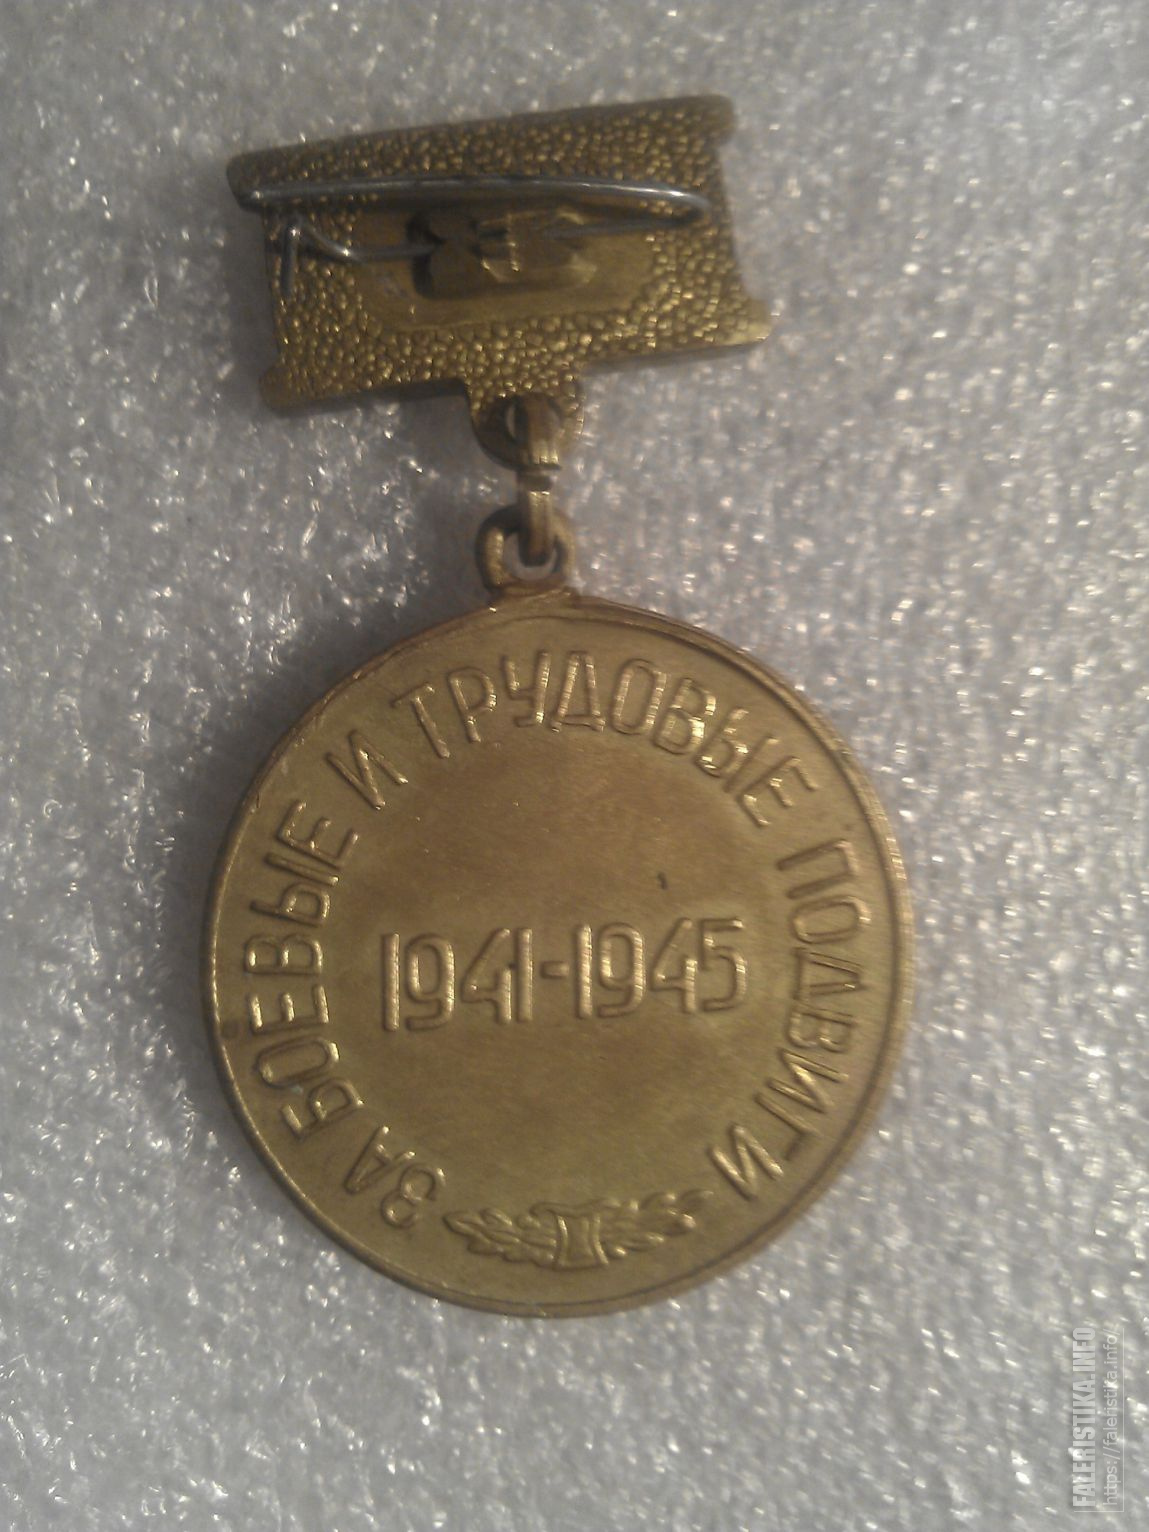 ЗА БОЕВЫЕ И ТРУДОВЫЕ ПОДВИГИ
1941-1945
FALERISTIKA.INFO
https://faleristika.info